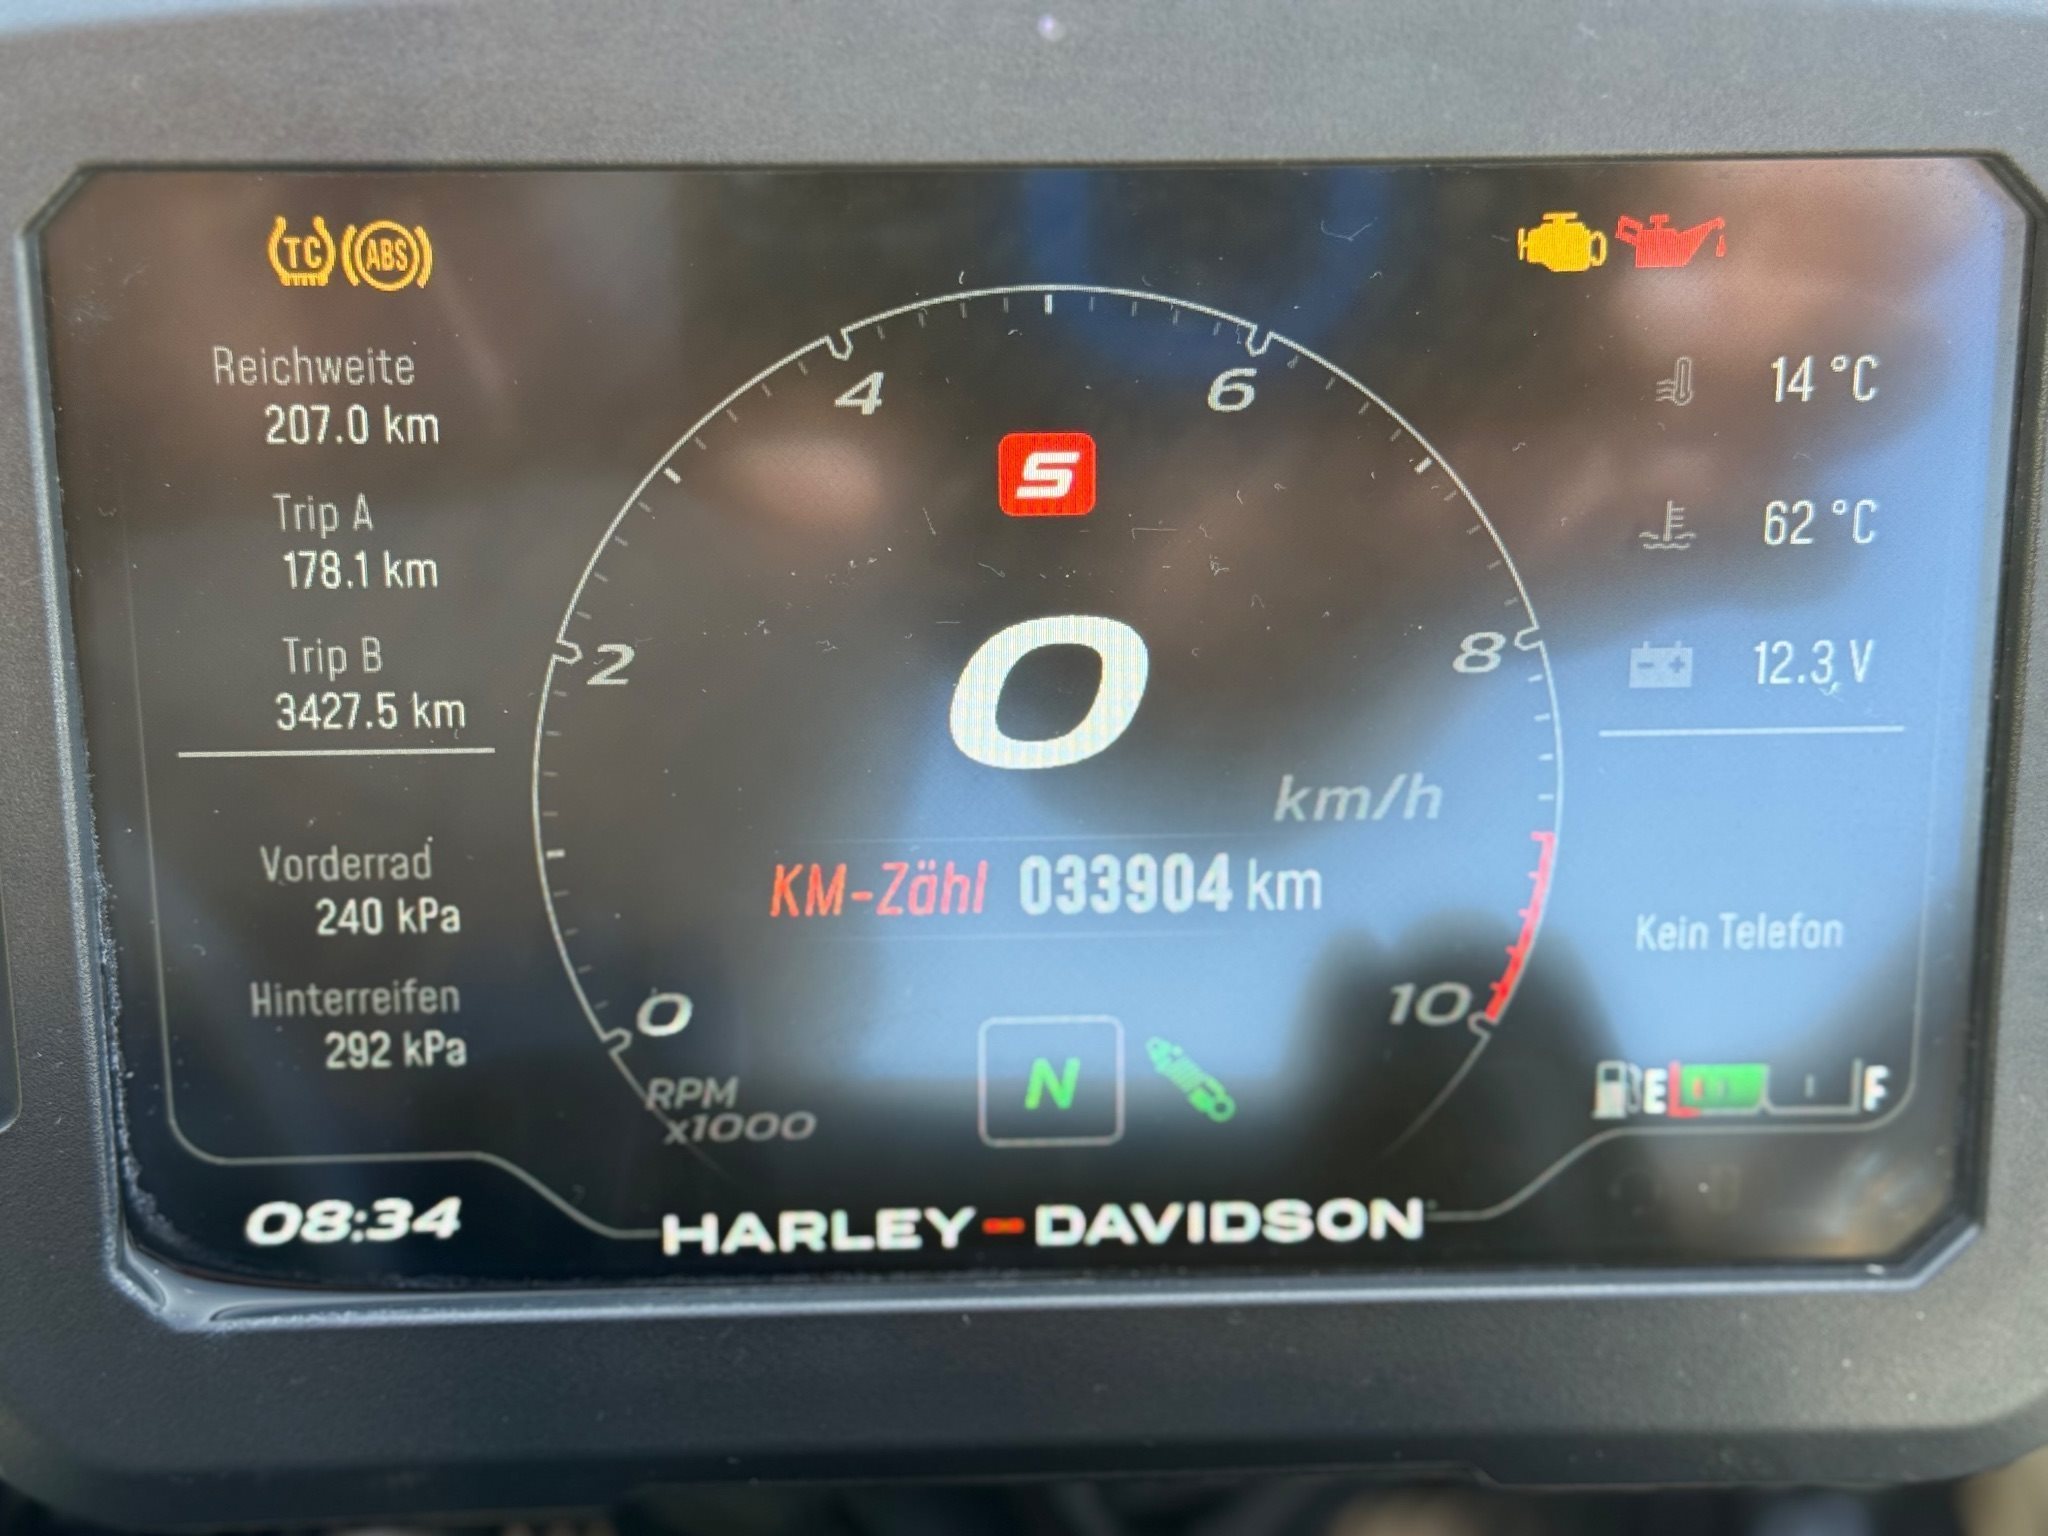 TC ABS
Reichweite
207.0 km
Trip A
178.1 km
Trip B
3427.5 km
Vorderrad
240 kPa
Hinterreifen
292 kPa
08:34
0
2
4
6
8
10
RPM
x1000
S
0
km/h
KM-Zähl 033904 km
N
HARLEY-DAVIDSON
14 °C
62 °C
12.3 V
Kein Telefon
E F